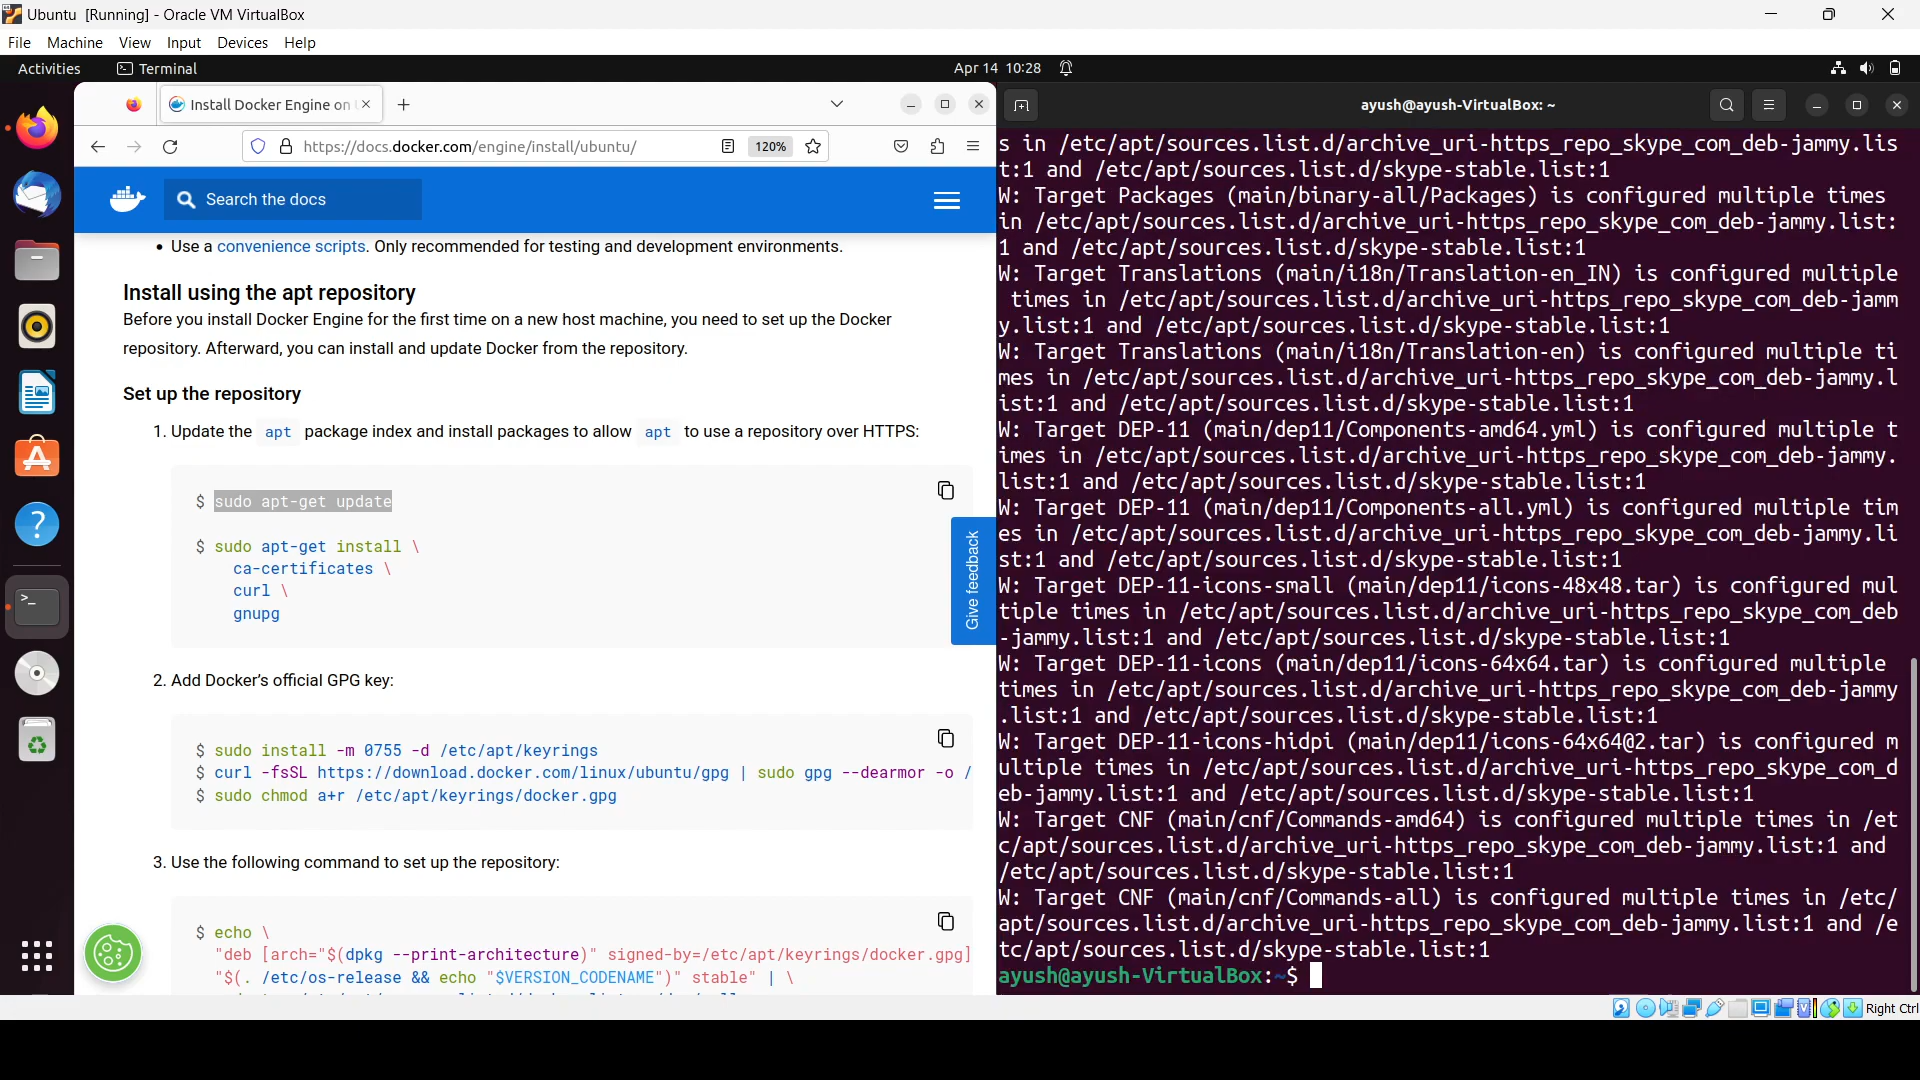 Ubuntu [Running] - Oracle VM VirtualBox
File Machine View Input Devices Help
Activities Terminal Apr 14 10:28
Install Docker Engine on
https://docs.docker.com/engine/install/ubuntu/ 120%
Search the docs
• Use a convenience scripts. Only recommended for testing and development environments.
Install using the apt repository
Before you install Docker Engine for the first time on a new host machine, you need to set up the Docker
repository. Afterward, you can install and update Docker from the repository.
Set up the repository
1. Update the apt package index and install packages to allow apt to use a repository over HTTPS:
$ sudo apt-get update
$ sudo apt-get install \
ca-certificates \
curl \
gnupg
Give feedback
2. Add Docker's official GPG key:
$ sudo install -m 0755 -d /etc/apt/keyrings
$ curl -fsSL https://download.docker.com/linux/ubuntu/gpg | sudo gpg --dearmor -o /
$ sudo chmod a+r /etc/apt/keyrings/docker.gpg
3. Use the following command to set up the repository:
$ echo \
"deb [arch="$(dpkg --print-architecture)" signed-by=/etc/apt/keyrings/docker.gpg]
"$(. /etc/os-release && echo "$VERSION_CODENAME")" stable" | \
ayush@ayush-VirtualBox: ~
s in /etc/apt/sources.list.d/archive_uri-https_repo_skype_com_deb-jammy.lis
t:1 and /etc/apt/sources.list.d/skype-stable.list:1
W: Target Packages (main/binary-all/Packages) is configured multiple times
in /etc/apt/sources.list.d/archive_uri-https_repo_skype_com_deb-jammy.list:
1 and /etc/apt/sources.list.d/skype-stable.list:1
W: Target Translations (main/i18n/Translation-en_IN) is configured multiple
times in /etc/apt/sources.list.d/archive_uri-https_repo_skype_com_deb-jamm
y.list:1 and /etc/apt/sources.list.d/skype-stable.list:1
W: Target Translations (main/i18n/Translation-en) is configured multiple ti
mes in /etc/apt/sources.list.d/archive_uri-https_repo_skype_com_deb-jammy.l
ist:1 and /etc/apt/sources.list.d/skype-stable.list:1
W: Target DEP-11 (main/dep11/Components-amd64.yml) is configured multiple t
imes in /etc/apt/sources.list.d/archive_uri-https_repo_skype_com_deb-jammy.
list:1 and /etc/apt/sources.list.d/skype-stable.list:1
W: Target DEP-11 (main/dep11/Components-all.yml) is configured multiple tim
es in /etc/apt/sources.list.d/archive_uri-https_repo_skype_com_deb-jammy.li
st:1 and /etc/apt/sources.list.d/skype-stable.list:1
W: Target DEP-11-icons-small (main/dep11/icons-48x48.tar) is configured mul
tiple times in /etc/apt/sources.list.d/archive_uri-https_repo_skype_com_deb
-jammy.list:1 and /etc/apt/sources.list.d/skype-stable.list:1
W: Target DEP-11-icons (main/dep11/icons-64x64.tar) is configured multiple
times in /etc/apt/sources.list.d/archive_uri-https_repo_skype_com_deb-jammy
.list:1 and /etc/apt/sources.list.d/skype-stable.list:1
W: Target DEP-11-icons-hidpi (main/dep11/icons-64x64@2.tar) is configured m
ultiple times in /etc/apt/sources.list.d/archive_uri-https_repo_skype_com_d
eb-jammy.list:1 and /etc/apt/sources.list.d/skype-stable.list:1
W: Target CNF (main/cnf/Commands-amd64) is configured multiple times in /et
c/apt/sources.list.d/archive_uri-https_repo_skype_com_deb-jammy.list:1 and
/etc/apt/sources.list.d/skype-stable.list:1
W: Target CNF (main/cnf/Commands-all) is configured multiple times in /etc/
apt/sources.list.d/archive_uri-https_repo_skype_com_deb-jammy.list:1 and /e
tc/apt/sources.list.d/skype-stable.list:1
ayush@ayush-VirtualBox:~$
Right Ctrl